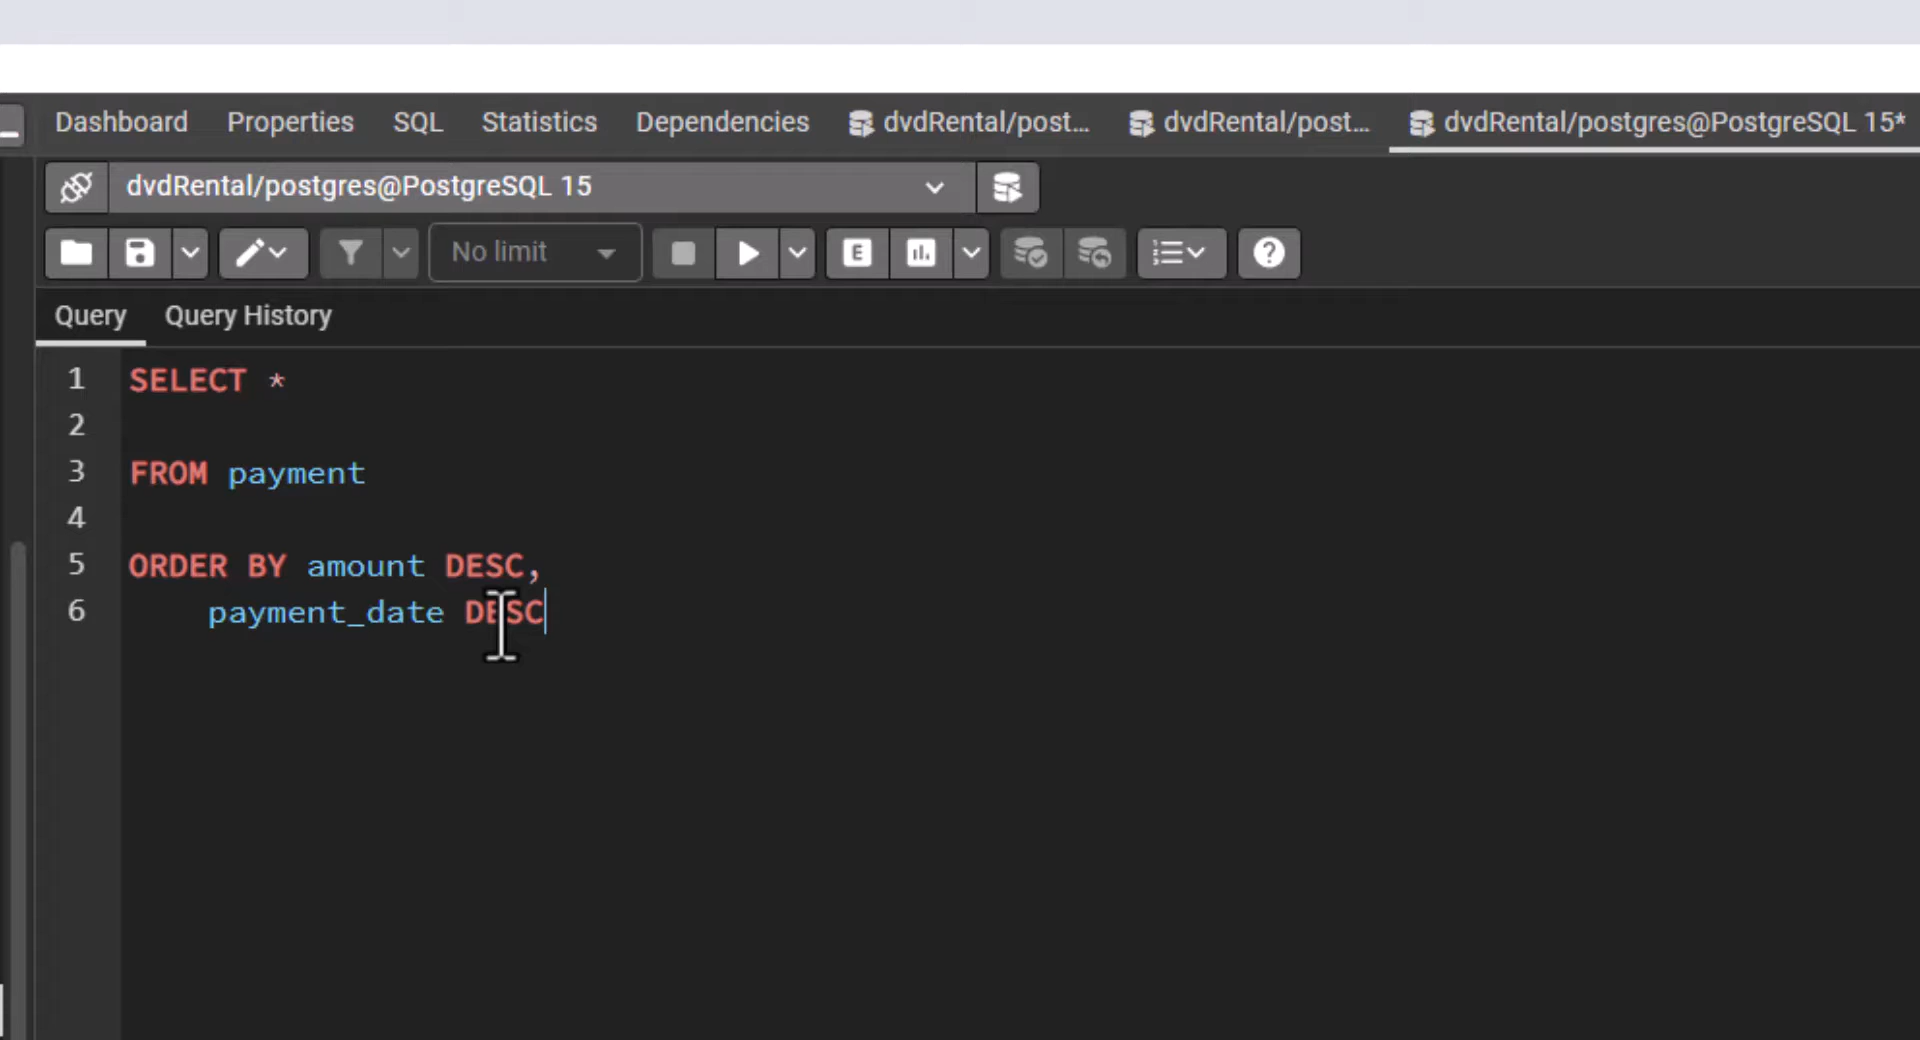 Dashboard Properties SQL Statistics Dependencies dvdRental/post... dvdRental/post... dvdRental/postgres@PostgreSQL 15*
dvdRental/postgres@PostgreSQL 15
No limit E
Query Query History
1 SELECT *
2
3 FROM payment
4
5 ORDER BY amount DESC,
6 payment_date DESC